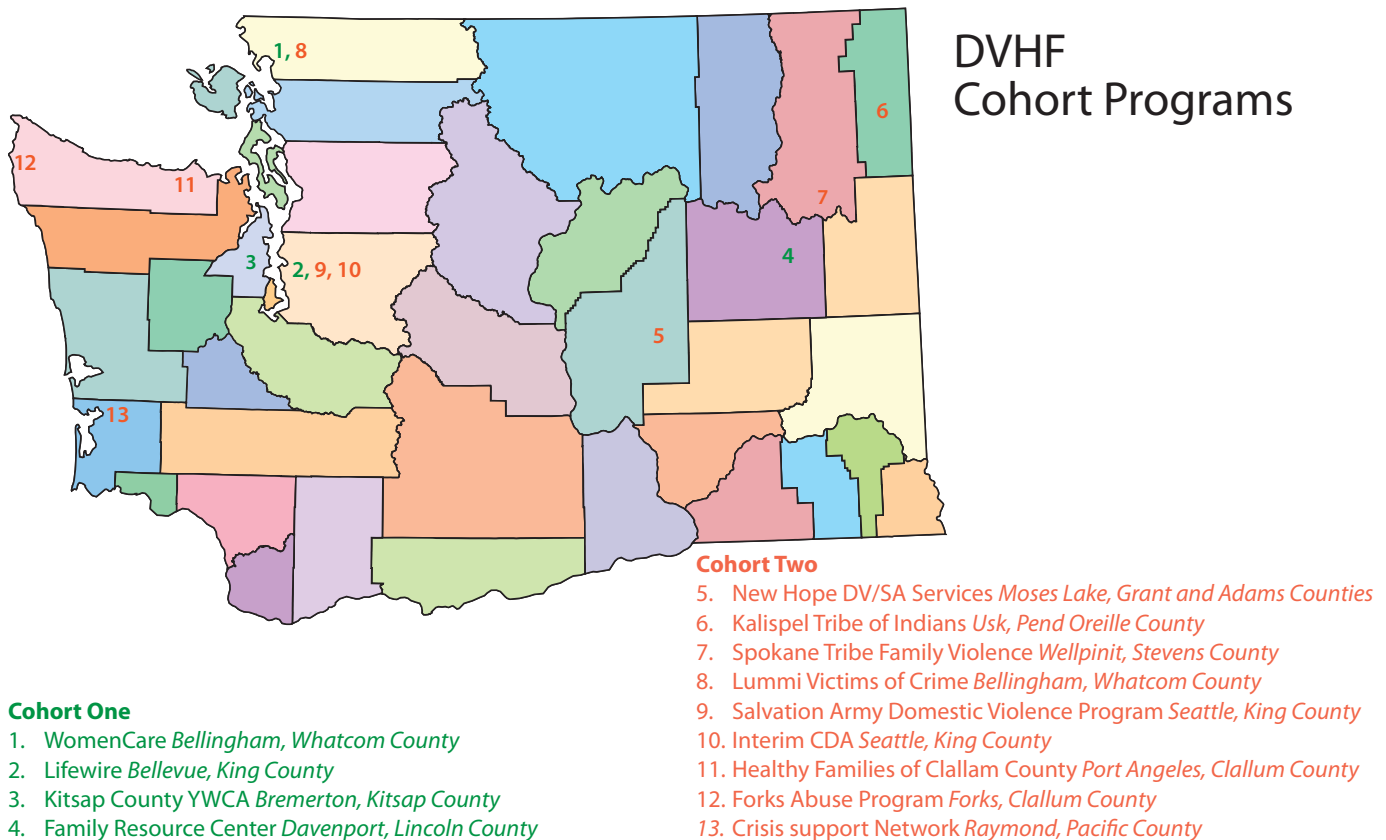 DVHF
Cohort Programs
1, 8
6
12
11
7
3
2, 9, 10
4
5
13
Cohort Two
5. New Hope DV/SA Services Moses Lake, Grant and Adams Counties
6. Kalispel Tribe of Indians Usk, Pend Oreille County
7. Spokane Tribe Family Violence Wellpinit, Stevens County
8. Lummi Victims of Crime Bellingham, Whatcom County
9. Salvation Army Domestic Violence Program Seattle, King County
10. Interim CDA Seattle, King County
11. Healthy Families of Clallam County Port Angeles, Clallum County
12. Forks Abuse Program Forks, Clallum County
13. Crisis support Network Raymond, Pacific County
Cohort One
1. WomenCare Bellingham, Whatcom County
2. Lifewire Bellevue, King County
3. Kitsap County YWCA Bremerton, Kitsap County
4. Family Resource Center Davenport, Lincoln County